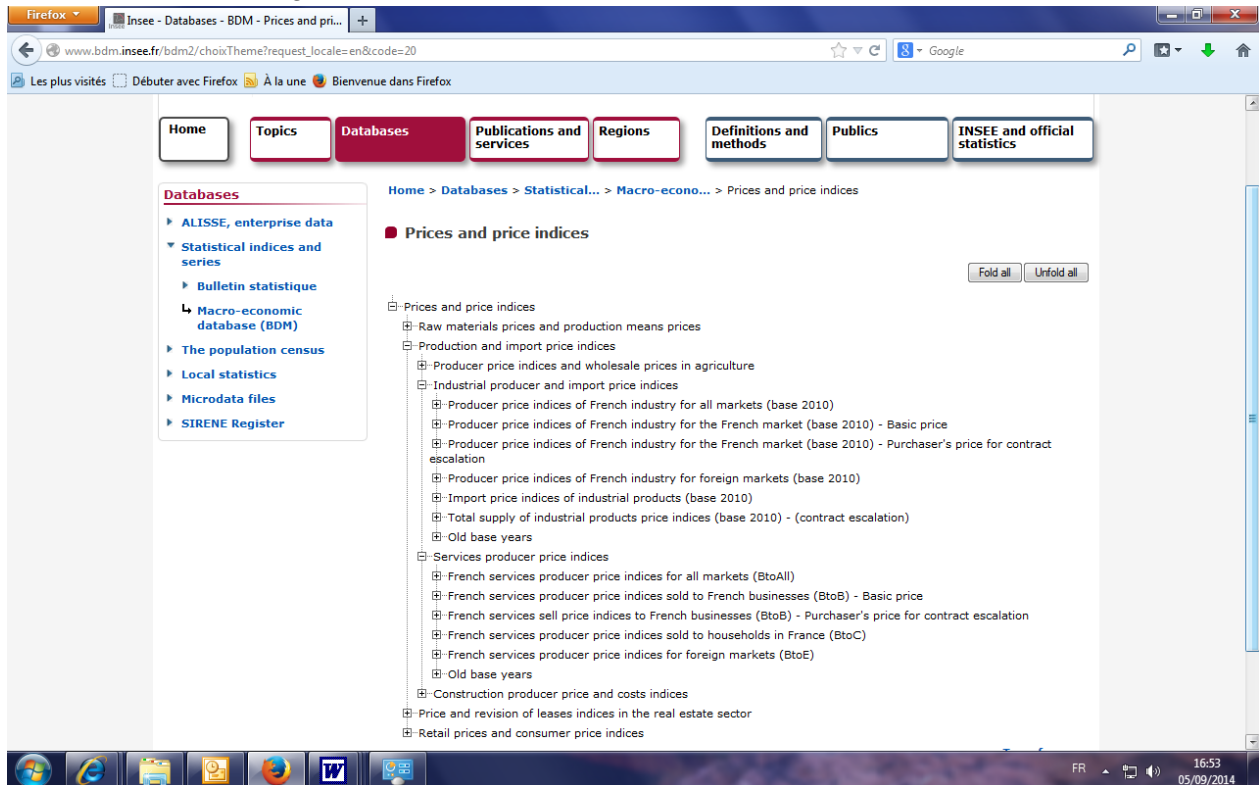 Firefox
Insee - Databases - BDM - Prices and pri...
www.bdm.insee.fr/bdm2/choixTheme?request_locale=en&code=20
Google
Les plus visités
Débuter avec Firefox
À la une
Bienvenue dans Firefox
Home
Topics
Databases
Publications and
services
Regions
Definitions and
methods
Publics
INSEE and official
statistics
Databases
ALISSE, enterprise data
Statistical indices and
series
Bulletin statistique
Macro-economic
database (BDM)
The population census
Local statistics
Microdata files
SIRENE Register
Home > Databases > Statistical... > Macro-econo... > Prices and price indices
Prices and price indices
Fold all
Unfold all
Prices and price indices
Raw materials prices and production means prices
Production and import price indices
Producer price indices and wholesale prices in agriculture
Industrial producer and import price indices
Producer price indices of French industry for all markets (base 2010)
Producer price indices of French industry for the French market (base 2010) - Basic price
Producer price indices of French industry for the French market (base 2010) - Purchaser's price for contract
escalation
Producer price indices of French industry for foreign markets (base 2010)
Import price indices of industrial products (base 2010)
Total supply of industrial products price indices (base 2010) - (contract escalation)
Old base years
Services producer price indices
French services producer price indices for all markets (BtoAll)
French services producer price indices sold to French businesses (BtoB) - Basic price
French services sell price indices to French businesses (BtoB) - Purchaser's price for contract escalation
French services producer price indices sold to households in France (BtoC)
French services producer price indices for foreign markets (BtoE)
Old base years
Construction producer price and costs indices
Price and revision of leases indices in the real estate sector
Retail prices and consumer price indices
FR
16:53
05/09/2014